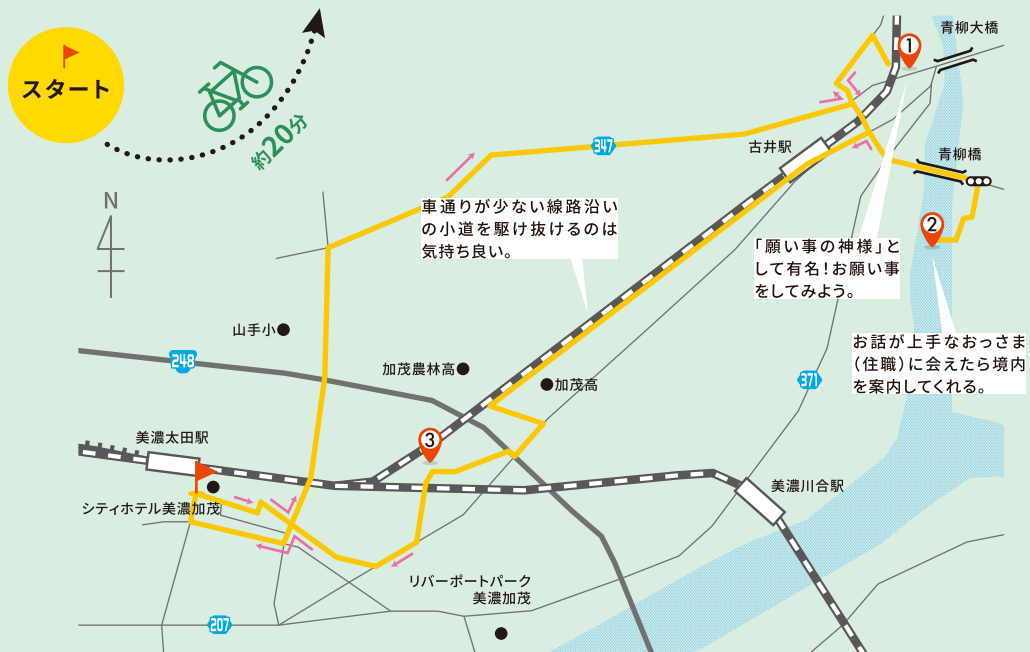 スタート
約20分
N
青柳大橋
1
347
古井駅
青柳橋
車通りが少ない線路沿い
の小道を駆け抜けるのは
気持ち良い。
2
「願い事の神様」と
して有名！お願い事
をしてみよう。
山手小
248
加茂農林高
加茂高
371
お話が上手なおっさま
（住職）に会えたら境内
を案内してくれる。
美濃太田駅
3
美濃川合駅
シティホテル美濃加茂
リバーポートパーク
美濃加茂
207